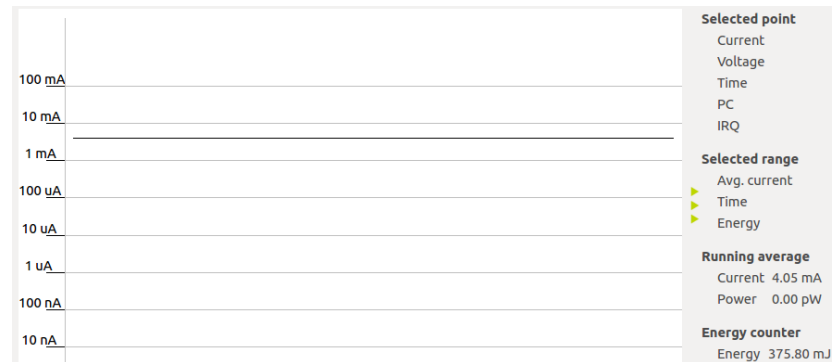 100 mA
10 mA
1 mA
100 uA
10 uA
1 uA
100 nA
10 nA
Selected point
Current
Voltage
Time
PC
IRQ
Selected range
Avg. current
Time
Energy
Running average
Current 4.05 mA
Power 0.00 pW
Energy counter
Energy 375.80 mJ